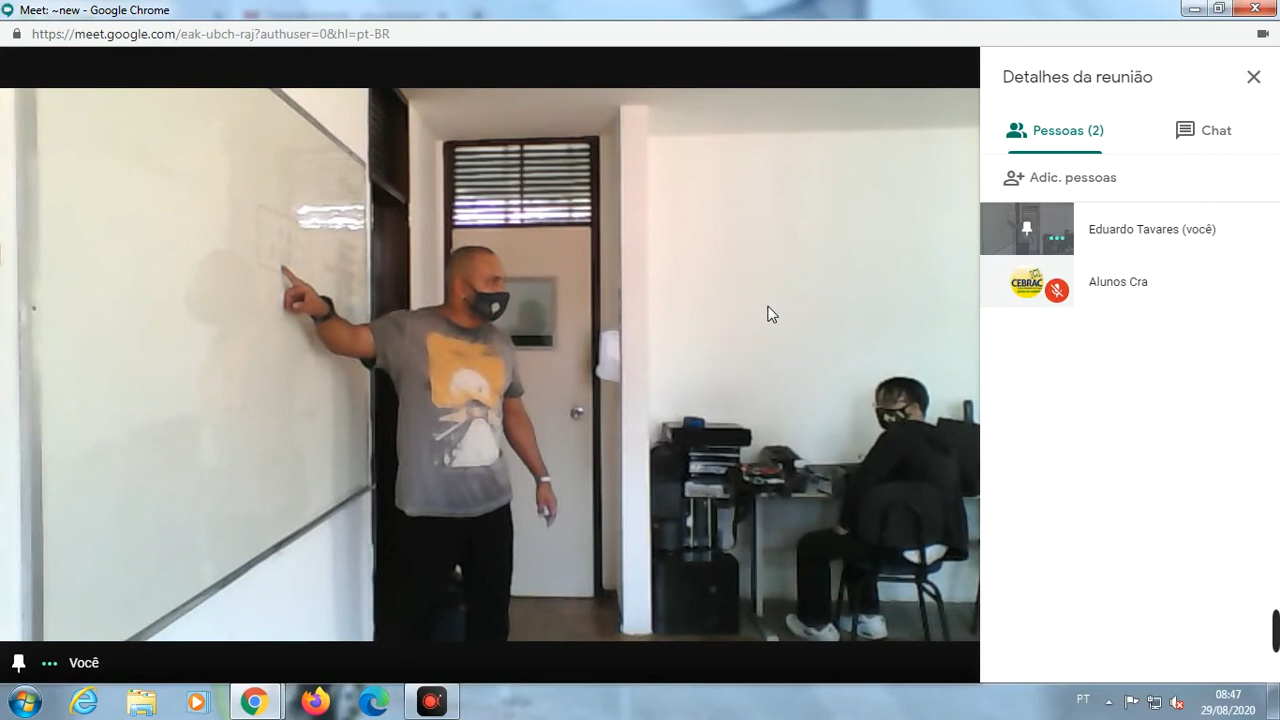 Meet: ~new - Google Chrome
https://meet.google.com/eak-ubch-raj?authuser=0&hl=pt-BR
Detalhes da reunião
Pessoas (2)
Chat
Adic. pessoas
Eduardo Tavares (você)
CEBRAC
Alunos Cra
Você
PT
08:47
29/08/2020